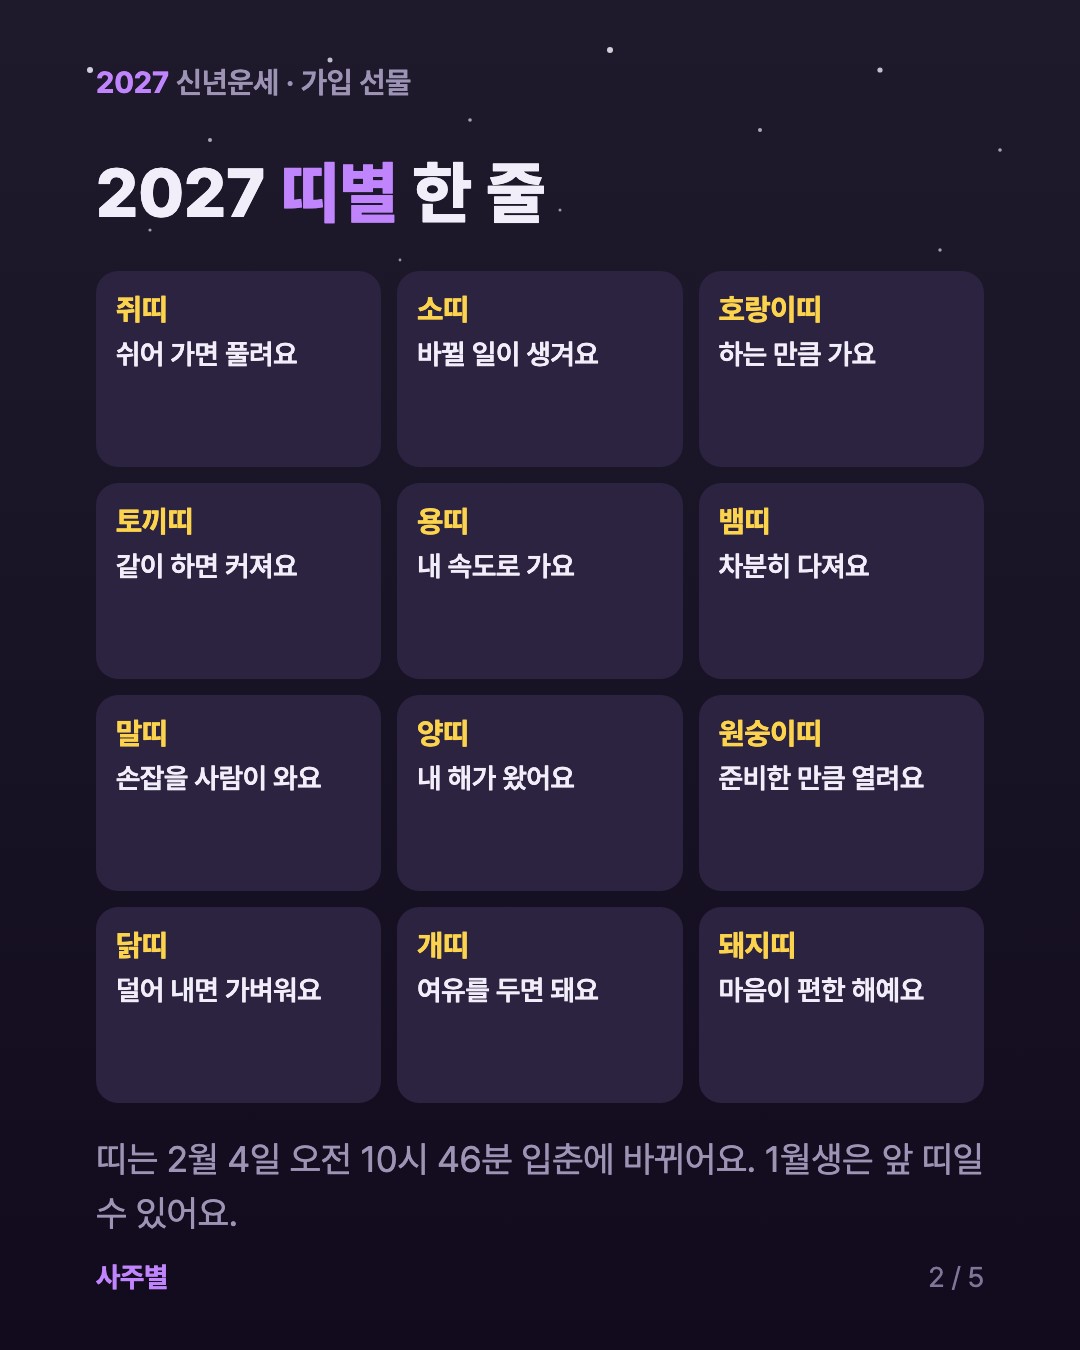 2027 신년운세 · 가입 선물
2027 띠별 한 줄
쥐띠
쉬어 가면 풀려요
소띠
바뀔 일이 생겨요
호랑이띠
하는 만큼 가요
토끼띠
같이 하면 커져요
용띠
내 속도로 가요
뱀띠
차분히 다져요
말띠
손잡을 사람이 와요
양띠
내 해가 왔어요
원숭이띠
준비한 만큼 열려요
닭띠
덜어 내면 가벼워요
개띠
여유를 두면 돼요
돼지띠
마음이 편한 해예요
띠는 2월 4일 오전 10시 46분 입춘에 바뀌어요. 1월생은 앞 띠일
수 있어요.
사주별
2 / 5